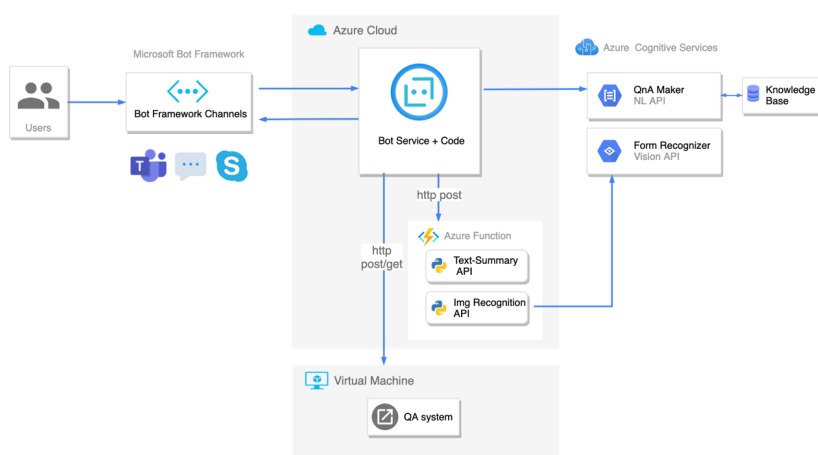 Azure Cloud
Microsoft Bot Framework
Azure Cognitive Services
Users
Bot Framework Channels
T
S
Bot Service + Code
QnA Maker
NL API
Knowledge
Base
Form Recognizer
Vision API
http post
http
post/get
Azure Function
Text-Summary
API
Img Recognition
API
Virtual Machine
QA system